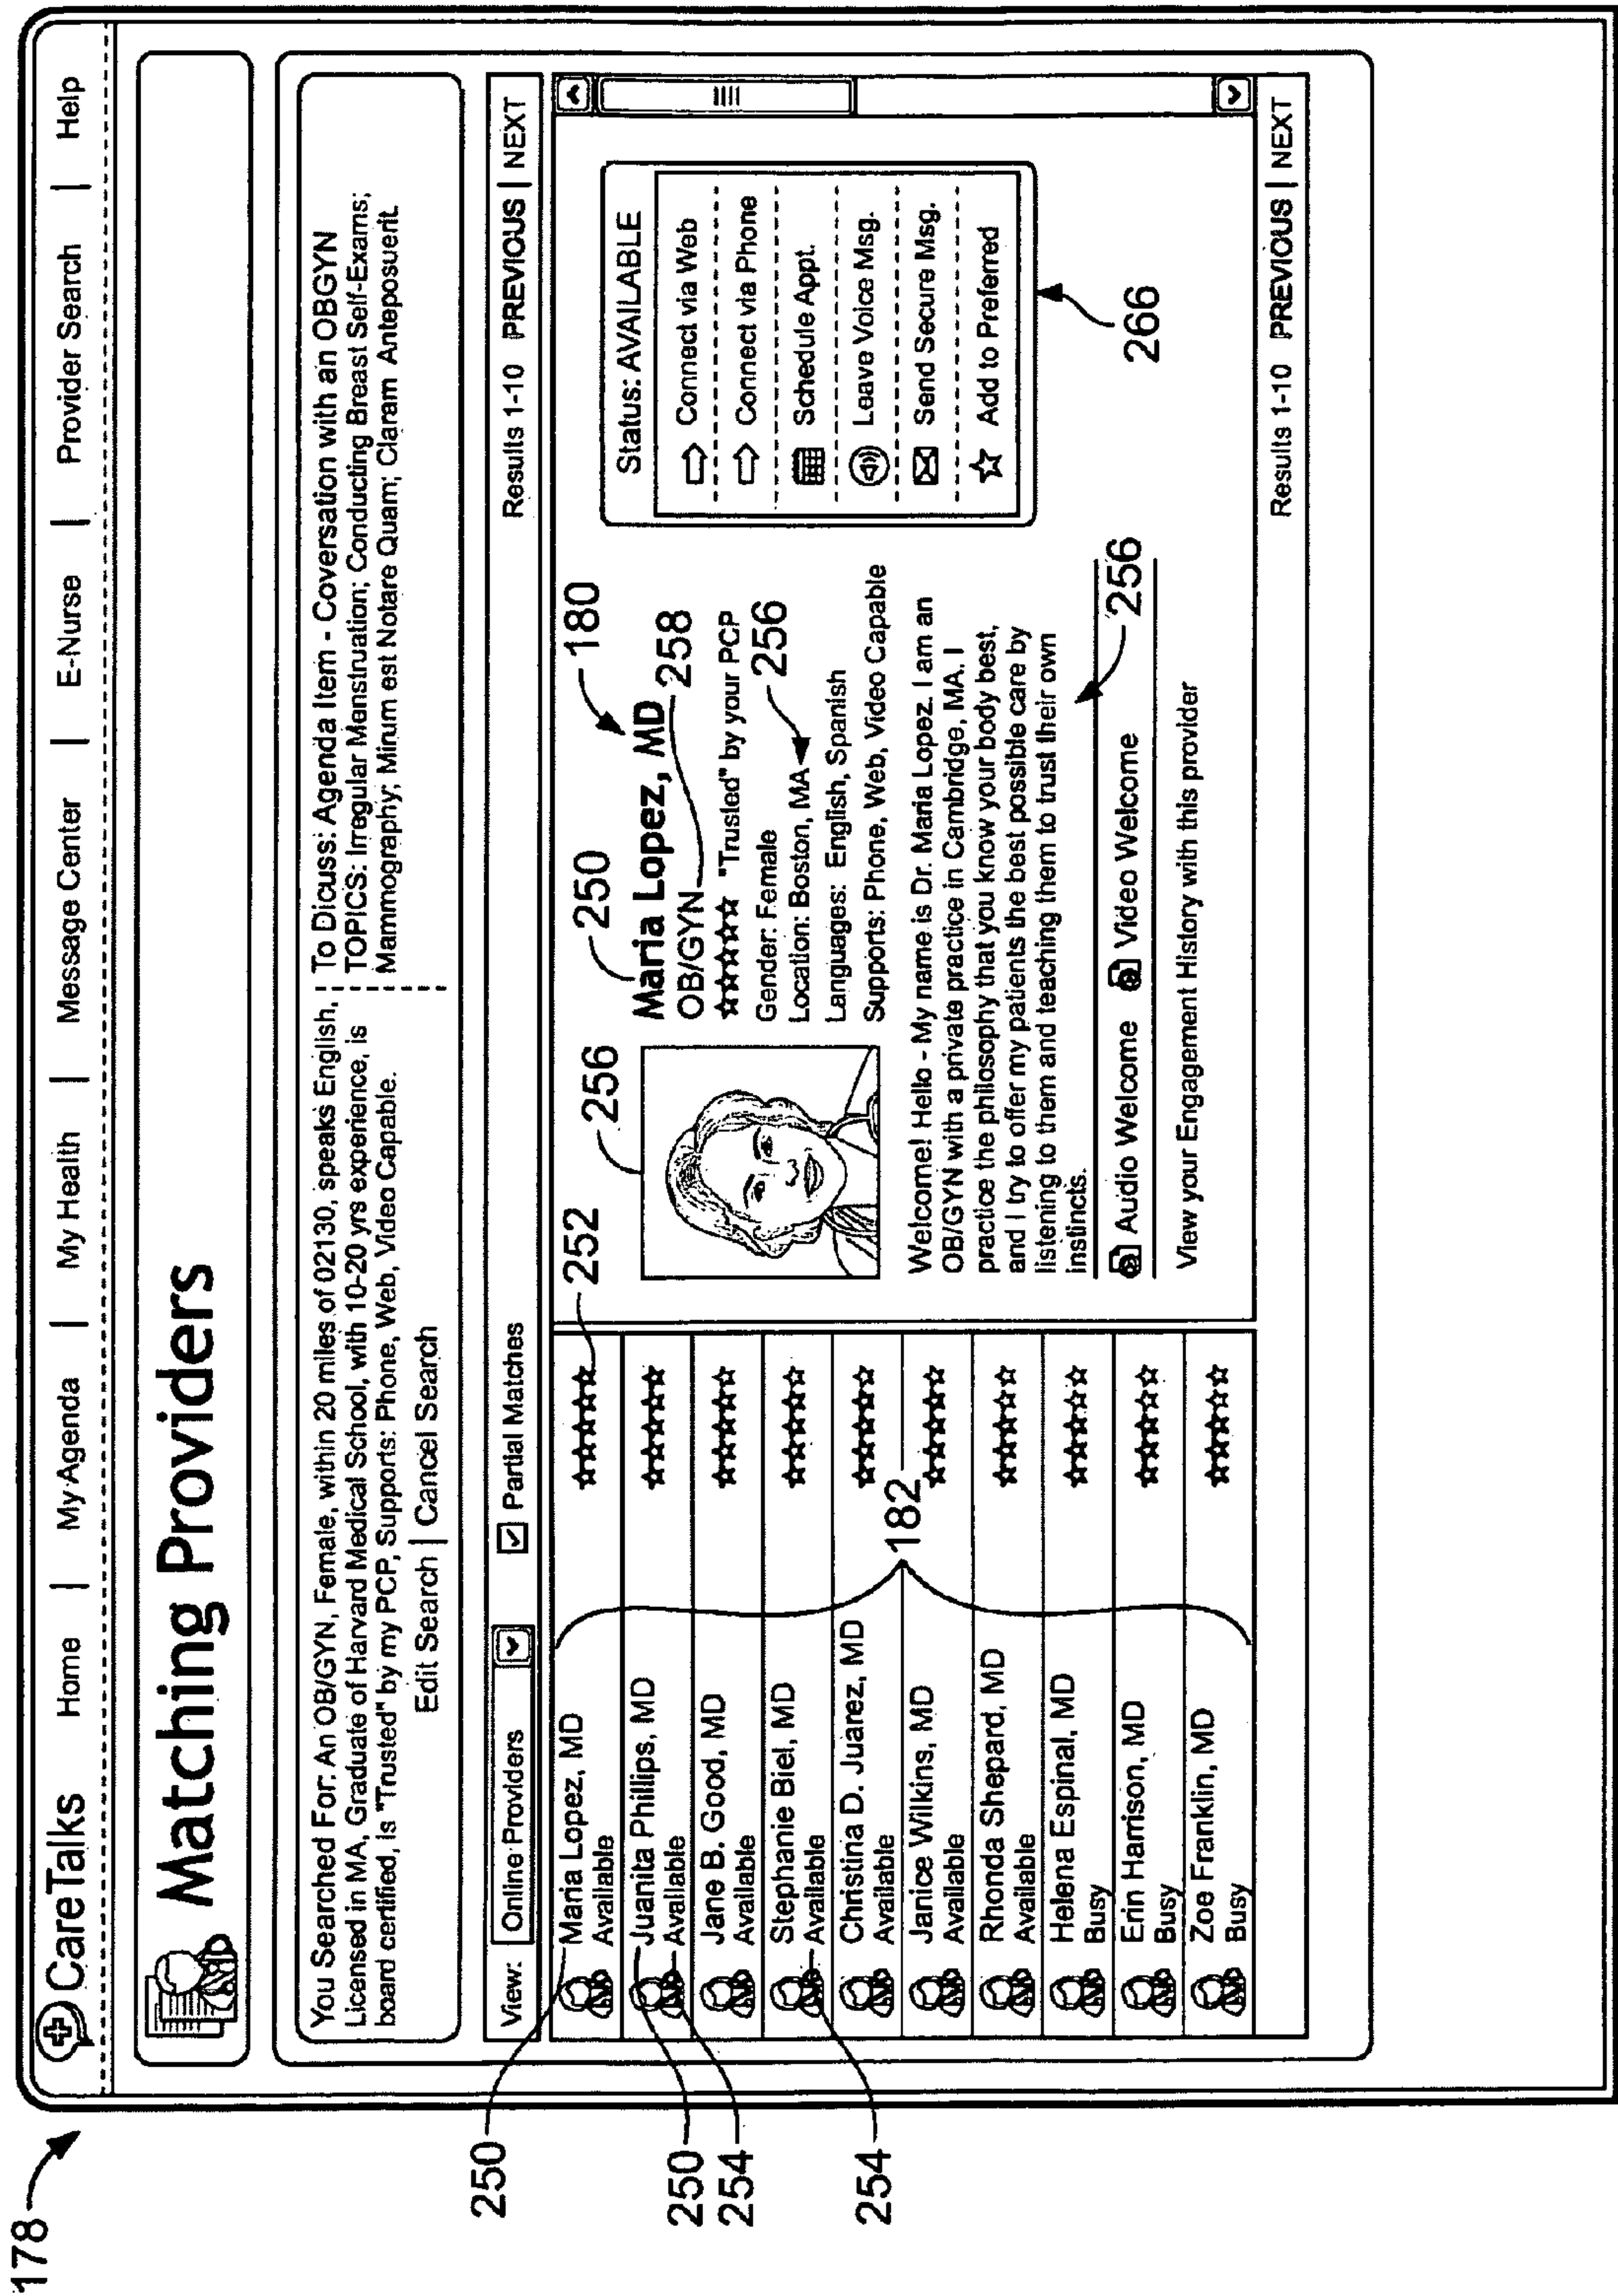 178
CareTalks Home | My Agenda | My Health | Message Center | E-Nurse | Provider Search | Help
Matching Providers
You Searched For: An OB/GYN, Female, within 20 miles of 02130, speaks English,
Licensed in MA, Graduate of Harvard Medical School, with 10-20 yrs experience, is
board certified, is "Trusted" by my PCP, Supports: Phone, Web, Video Capable.
Edit Search | Cancel Search
To Dicuss: Agenda Item - Coversation with an OBGYN
TOPICS: Irregular Menstruation; Conducting Breast Self-Exams;
Mammography; Mirum est Notare Quam; Claram Anteposuerit.
View: Online Providers Partial Matches Results 1-10 PREVIOUS | NEXT
250
Maria Lopez, MD
Available
252
250
Juanita Phillips, MD
254
Available
Jane B. Good, MD
Available
Stephanie Biel, MD
254
Available
Christina D. Juarez, MD
Available
182
Janice Wilkins, MD
Available
Rhonda Shepard, MD
Available
Helena Espinal, MD
Busy
Erin Harrison, MD
Busy
Zoe Franklin, MD
Busy
256
250
180
Maria Lopez, MD
OB/GYN
258
"Trusted" by your PCP
Gender: Female
Location: Boston, MA
256
Languages: English, Spanish
Supports: Phone, Web, Video Capable
Welcome! Hello - My name is Dr. Maria Lopez. I am an
OB/GYN with a private practice in Cambridge, MA. I
practice the philosophy that you know your body best,
and I try to offer my patients the best possible care by
listening to them and teaching them to trust their own
instincts.
256
Audio Welcome Video Welcome
View your Engagement History with this provider
Status: AVAILABLE
Connect via Web
Connect via Phone
Schedule Appt.
Leave Voice Msg.
Send Secure Msg.
Add to Preferred
266
Results 1-10 PREVIOUS | NEXT